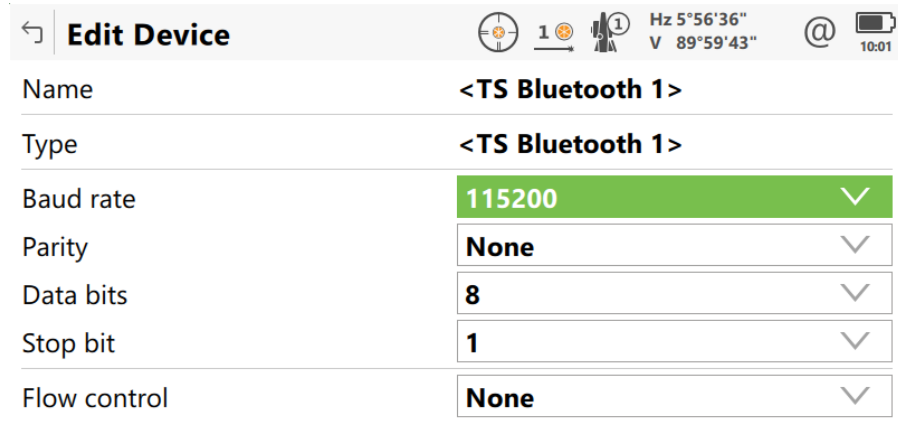 Edit Device
1
1
Hz 5°56'36"
V 89°59'43"
@
10:01
Name <TS Bluetooth 1>
Type <TS Bluetooth 1>
Baud rate 115200
Parity None
Data bits 8
Stop bit 1
Flow control None